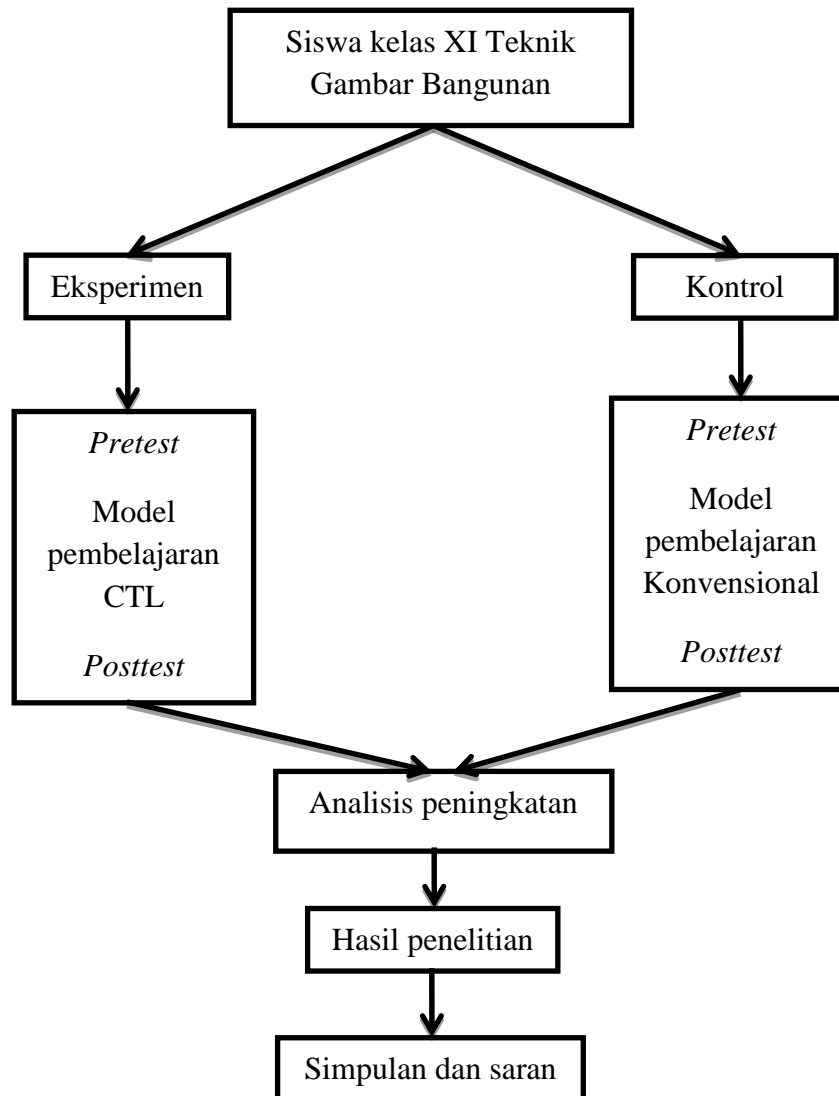 Siswa kelas XI Teknik
Gambar Bangunan
Eksperimen
Kontrol
Pretest
Model
pembelajaran
CTL
Posttest
Pretest
Model
pembelajaran
Konvensional
Posttest
Analisis peningkatan
Hasil penelitian
Simpulan dan saran